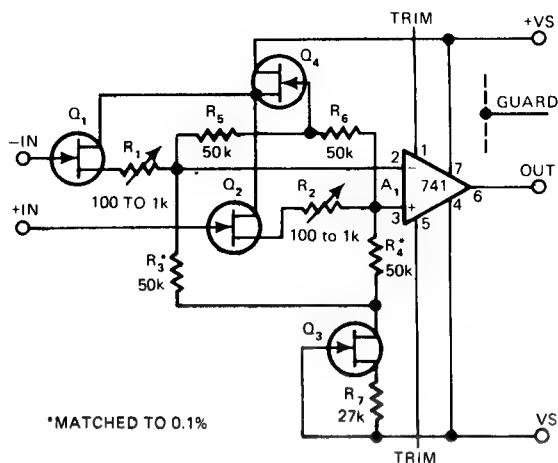 TRIM
+VS
Q4
GUARD
Q1
R5
R6
50k
50k
-IN
R1
1
2
7
OUT
100 TO 1k
Q2
R2
A1
741
6
+IN
3
4
100 to 1k
5
R3*
50k
R4*
50k
Q3
R7
27k
*MATCHED TO 0.1%
VS
TRIM
-
+